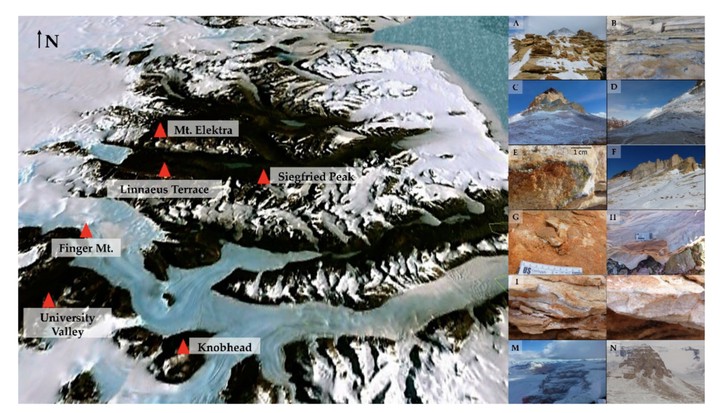 N
Mt. Elektra
Siegfried Peak
Linnaeus Terrace
Finger Mt.
University
Valley
Knobhead
A
B
C
D
E
1 cm
F
G
H
I
M
N